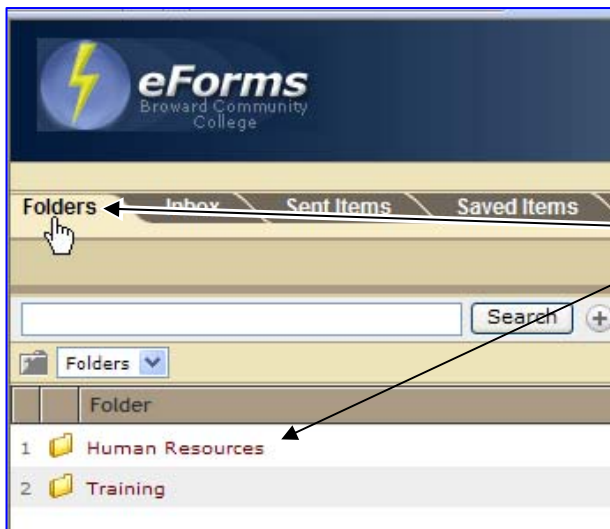 eForms
Broward Community
College
Folders Inbox Sent Items Saved Items
Search
Folders
Folder
1 Human Resources
2 Training